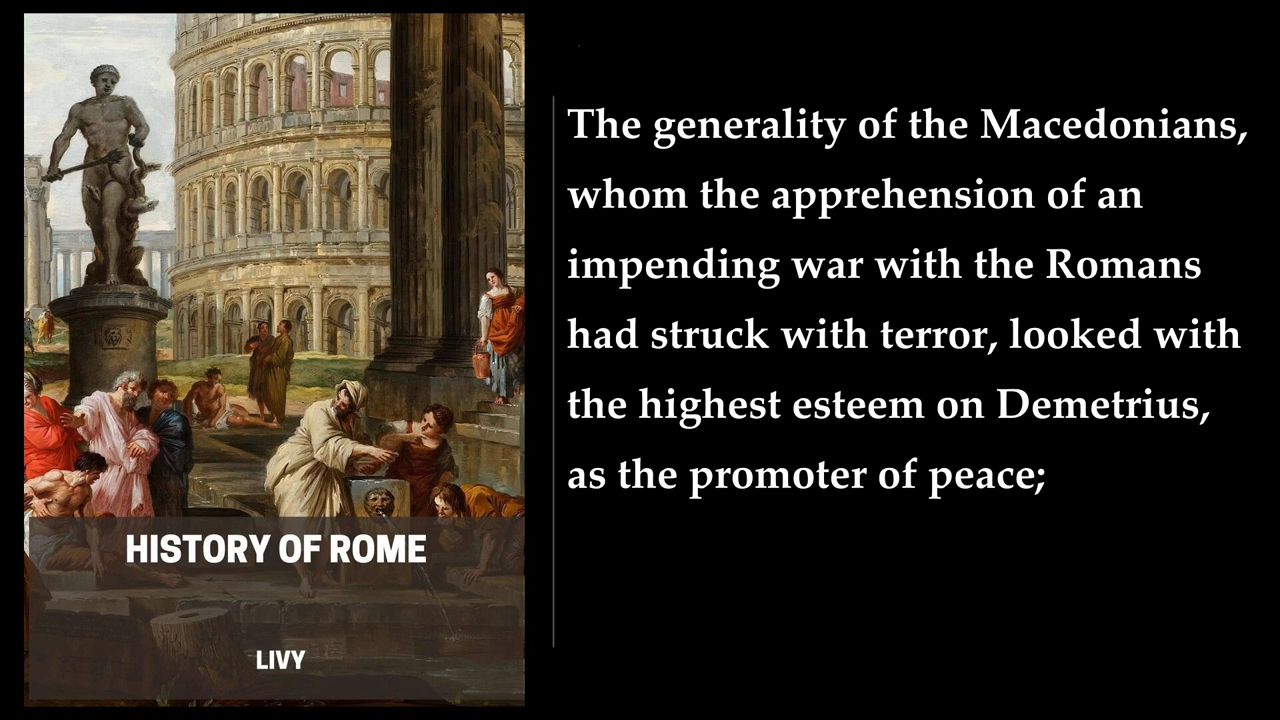 HISTORY OF ROME
LIVY
The generality of the Macedonians,
whom the apprehension of an
impending war with the Romans
had struck with terror, looked with
the highest esteem on Demetrius,
as the promoter of peace;